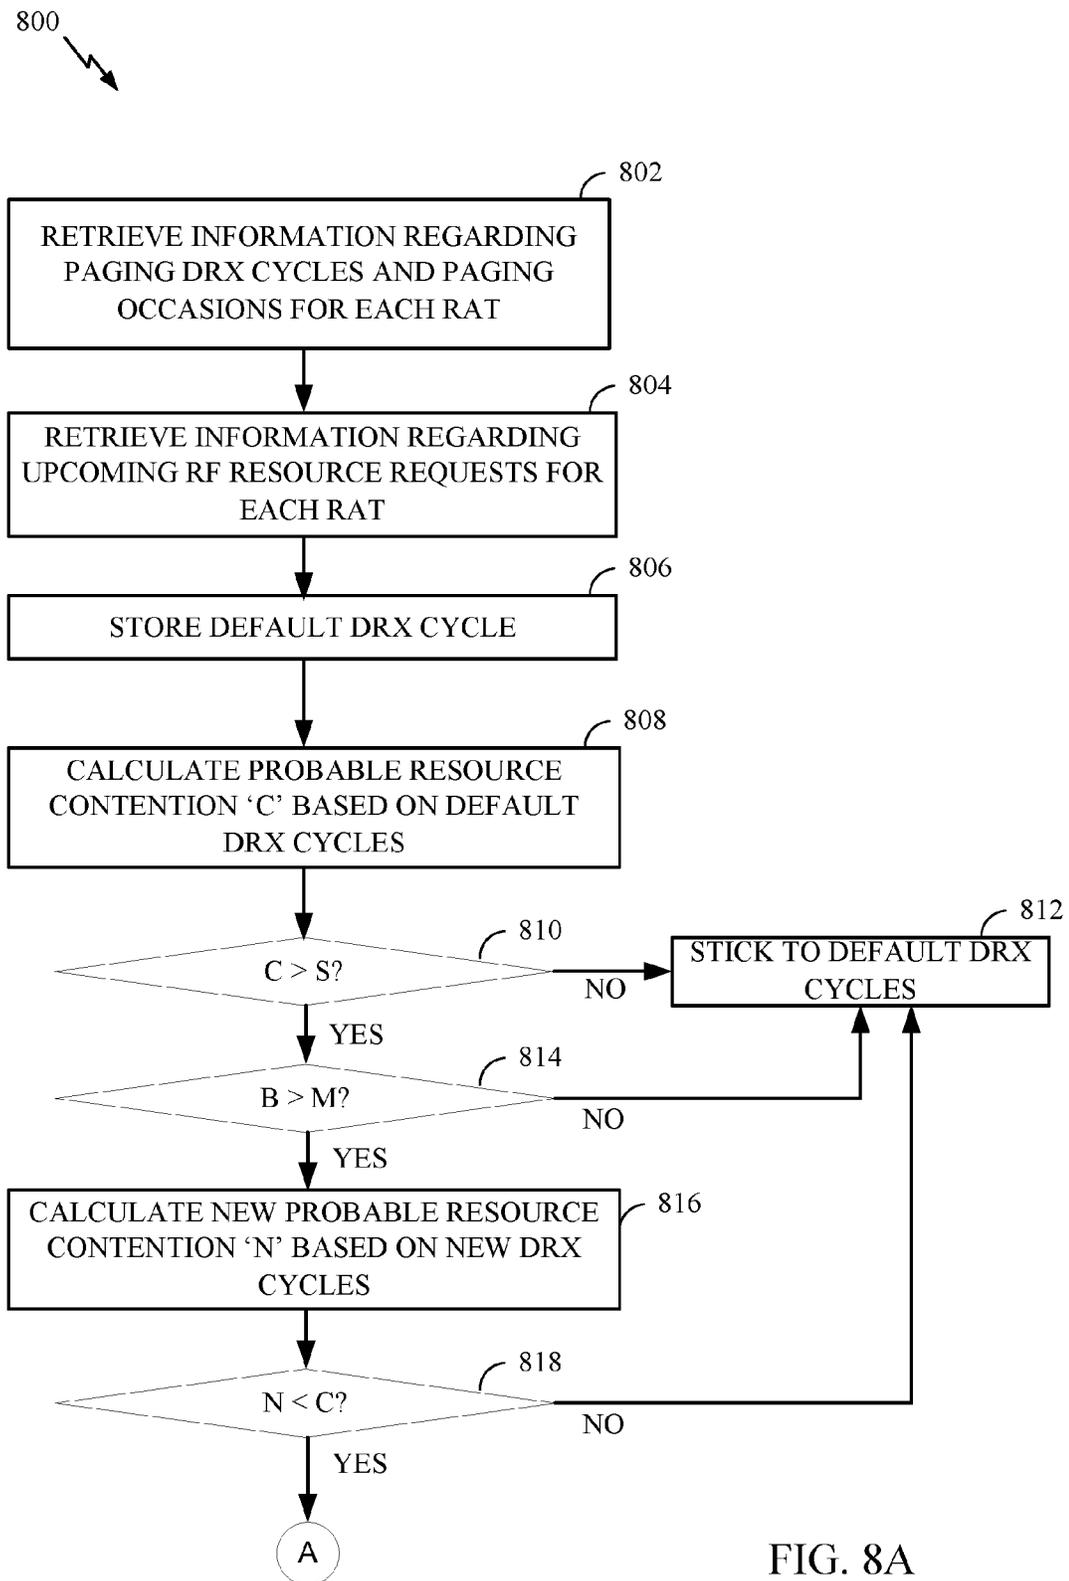 800
802
RETRIEVE INFORMATION REGARDING
PAGING DRX CYCLES AND PAGING
OCCASIONS FOR EACH RAT
804
RETRIEVE INFORMATION REGARDING
UPCOMING RF RESOURCE REQUESTS FOR
EACH RAT
806
STORE DEFAULT DRX CYCLE
808
CALCULATE PROBABLE RESOURCE
CONTENTION ‘C’ BASED ON DEFAULT
DRX CYCLES
810
C > S?
NO
812
STICK TO DEFAULT DRX
CYCLES
YES
814
B > M?
NO
YES
816
CALCULATE NEW PROBABLE RESOURCE
CONTENTION ‘N’ BASED ON NEW DRX
CYCLES
818
N < C?
NO
YES
A
FIG. 8A